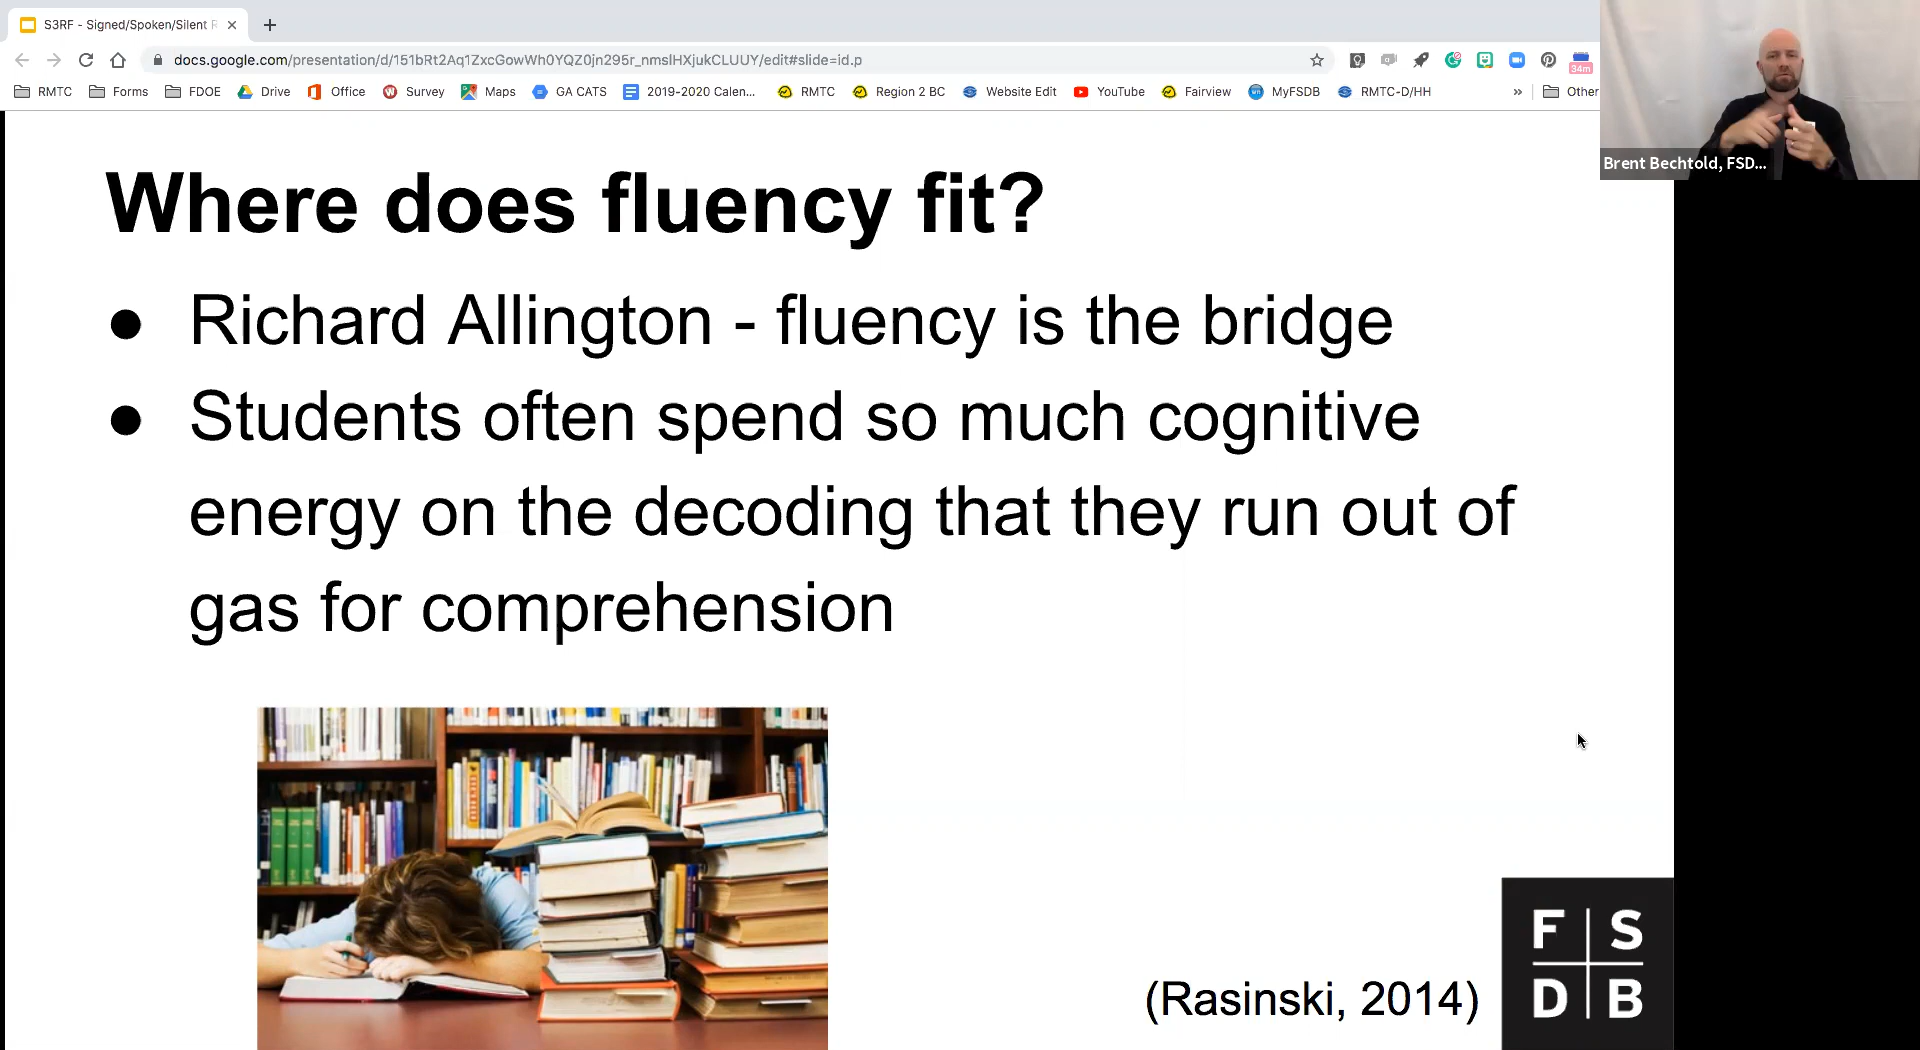 S3RF - Signed/Spoken/Silent R
docs.google.com/presentation/d/151bRt2Aq1ZxcGowWh0YQZ0jn295r_nmslHXjukCLUUY/edit#slide=id.p
34m
RMTC Forms FDOE Drive Office Survey Maps GA CATS 2019-2020 Calen... RMTC Region 2 BC Website Edit YouTube Fairview MyFSDB RMTC-D/HH » Other
Brent Bechtold, FSD...
Where does fluency fit?
● Richard Allington - fluency is the bridge
● Students often spend so much cognitive
energy on the decoding that they run out of
gas for comprehension
(Rasinski, 2014)
F S
D B